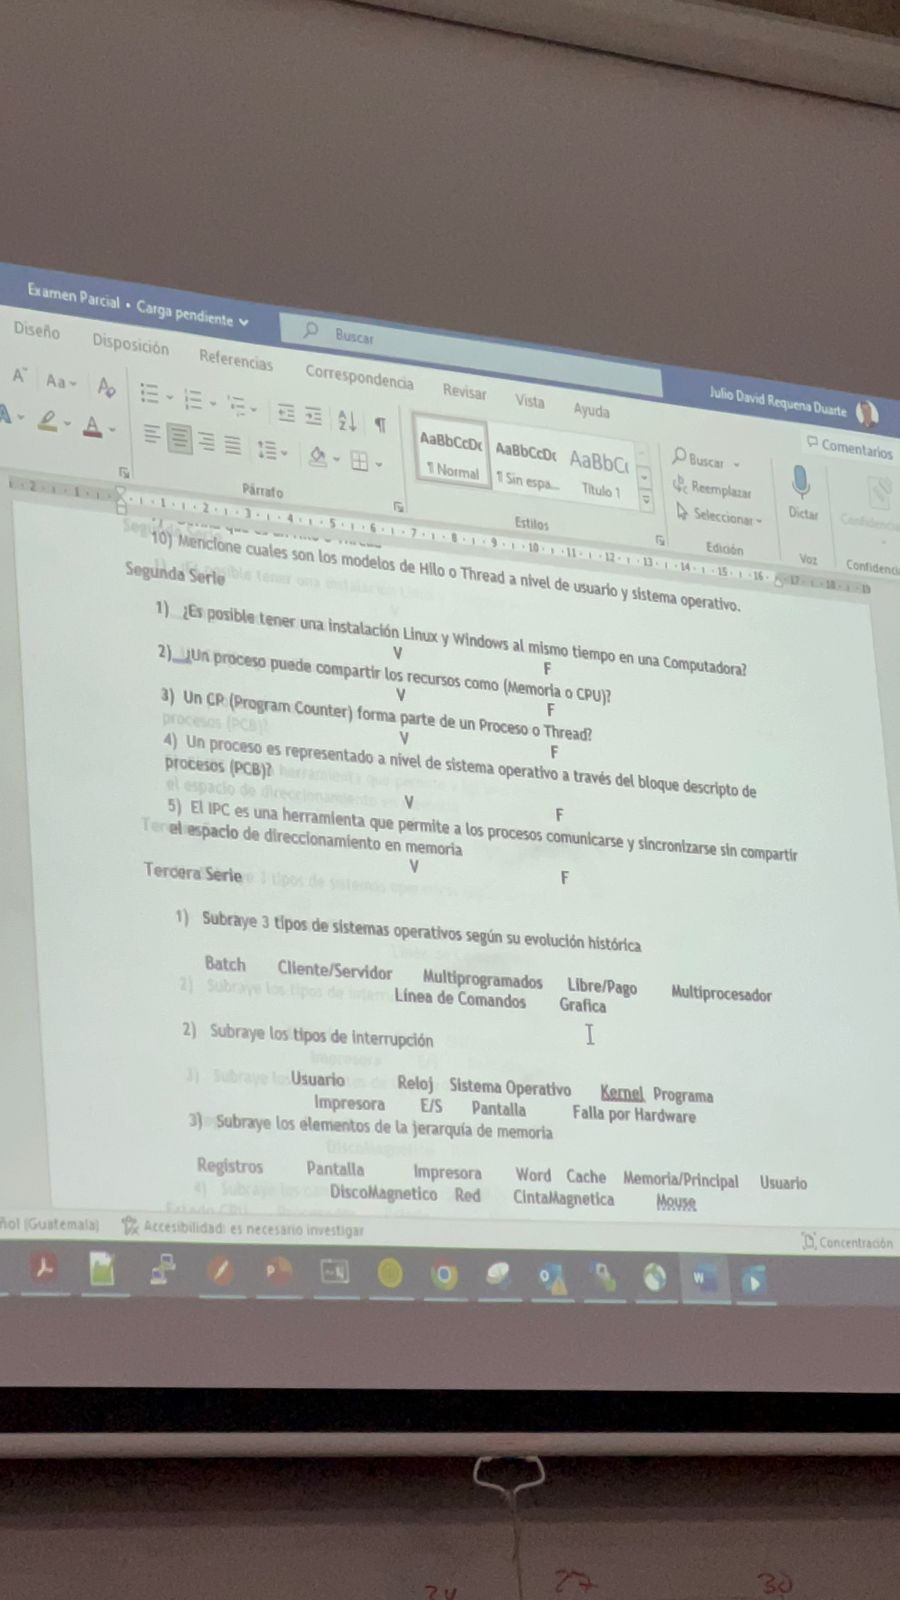 Examen Parcial • Carga pendiente
Buscar
Julio David Requena Duarte
Diseño Disposición Referencias Correspondencia Revisar Vista Ayuda
Comentarios
Aa
AaBbCcDc AaBbCcDc AaBbC
¶ Normal ¶ Sin espa... Título 1
Buscar
Reemplazar
Seleccionar
Dictar
Párrafo Estilos Edición Voz
10) Mencione cuales son los modelos de Hilo o Thread a nivel de usuario y sistema operativo.
Segunda Serie
1) ¿Es posible tener una instalación Linux y Windows al mismo tiempo en una Computadora?
V F
2) ¿Un proceso puede compartir los recursos como (Memoria o CPU)?
V F
3) Un CP (Program Counter) forma parte de un Proceso o Thread?
V F
4) Un proceso es representado a nivel de sistema operativo a través del bloque descripto de
procesos (PCB)?
V F
5) El IPC es una herramienta que permite a los procesos comunicarse y sincronizarse sin compartir
el espacio de direccionamiento en memoria
V F
Tercera Serie
1) Subraye 3 tipos de sistemas operativos según su evolución histórica
Batch Cliente/Servidor Multiprogramados Libre/Pago Multiprocesador
Línea de Comandos Grafica
2) Subraye los tipos de interrupción
Usuario Reloj Sistema Operativo Kernel Programa
Impresora E/S Pantalla Falla por Hardware
3) Subraye los elementos de la jerarquía de memoria
Registros Pantalla Impresora Word Cache Memoria/Principal Usuario
DiscoMagnetico Red CintaMagnetica Mouse
ñol (Guatemala) Accesibilidad: es necesario investigar
Concentración
27 30